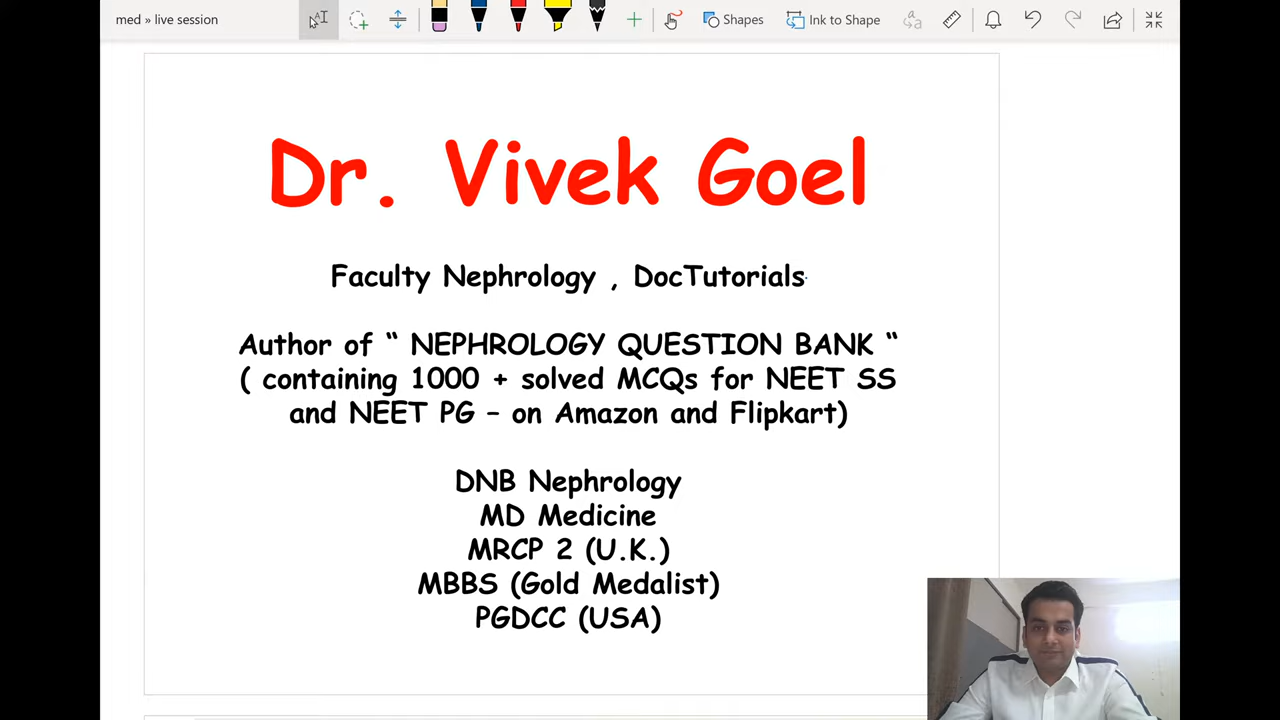 med » live session
Shapes
Ink to Shape
Dr. Vivek Goel
Faculty Nephrology , DocTutorials
Author of “ NEPHROLOGY QUESTION BANK “
( containing 1000 + solved MCQs for NEET SS
and NEET PG – on Amazon and Flipkart)
DNB Nephrology
MD Medicine
MRCP 2 (U.K.)
MBBS (Gold Medalist)
PGDCC (USA)